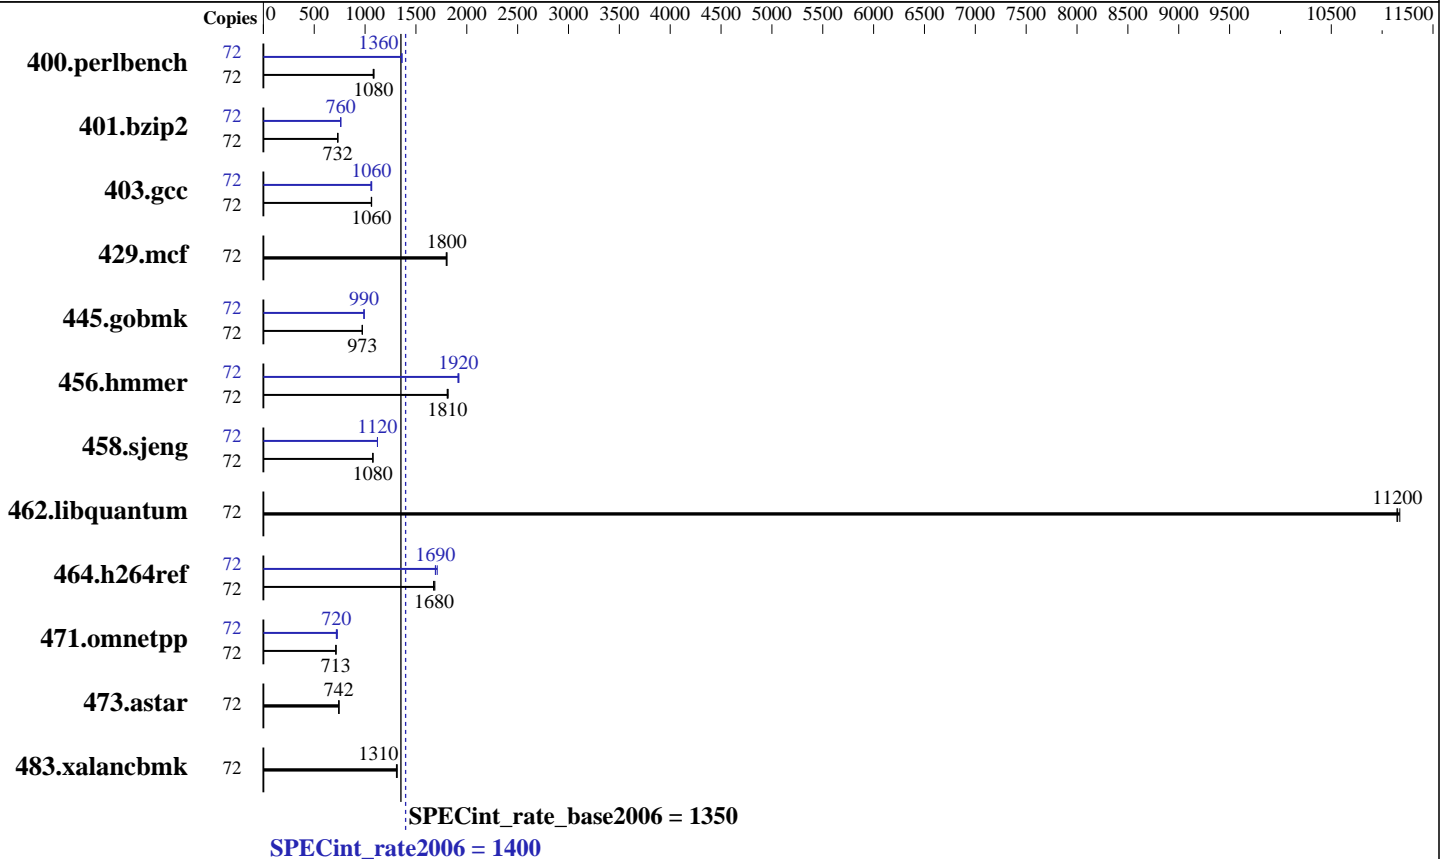 Copies 0 500 1000 1500 2000 2500 3000 3500 4000 4500 5000 5500 6000 6500 7000 7500 8000 8500 9000 9500 10500 11500
400.perlbench 72 1360
72 1080
401.bzip2 72 760
72 732
403.gcc 72 1060
72 1060
429.mcf 72 1800
445.gobmk 72 990
72 973
456.hmmer 72 1920
72 1810
458.sjeng 72 1120
72 1080
462.libquantum 72 11200
464.h264ref 72 1690
72 1680
471.omnetpp 72 720
72 713
473.astar 72 742
483.xalancbmk 72 1310
SPECint_rate_base2006 = 1350
SPECint_rate2006 = 1400